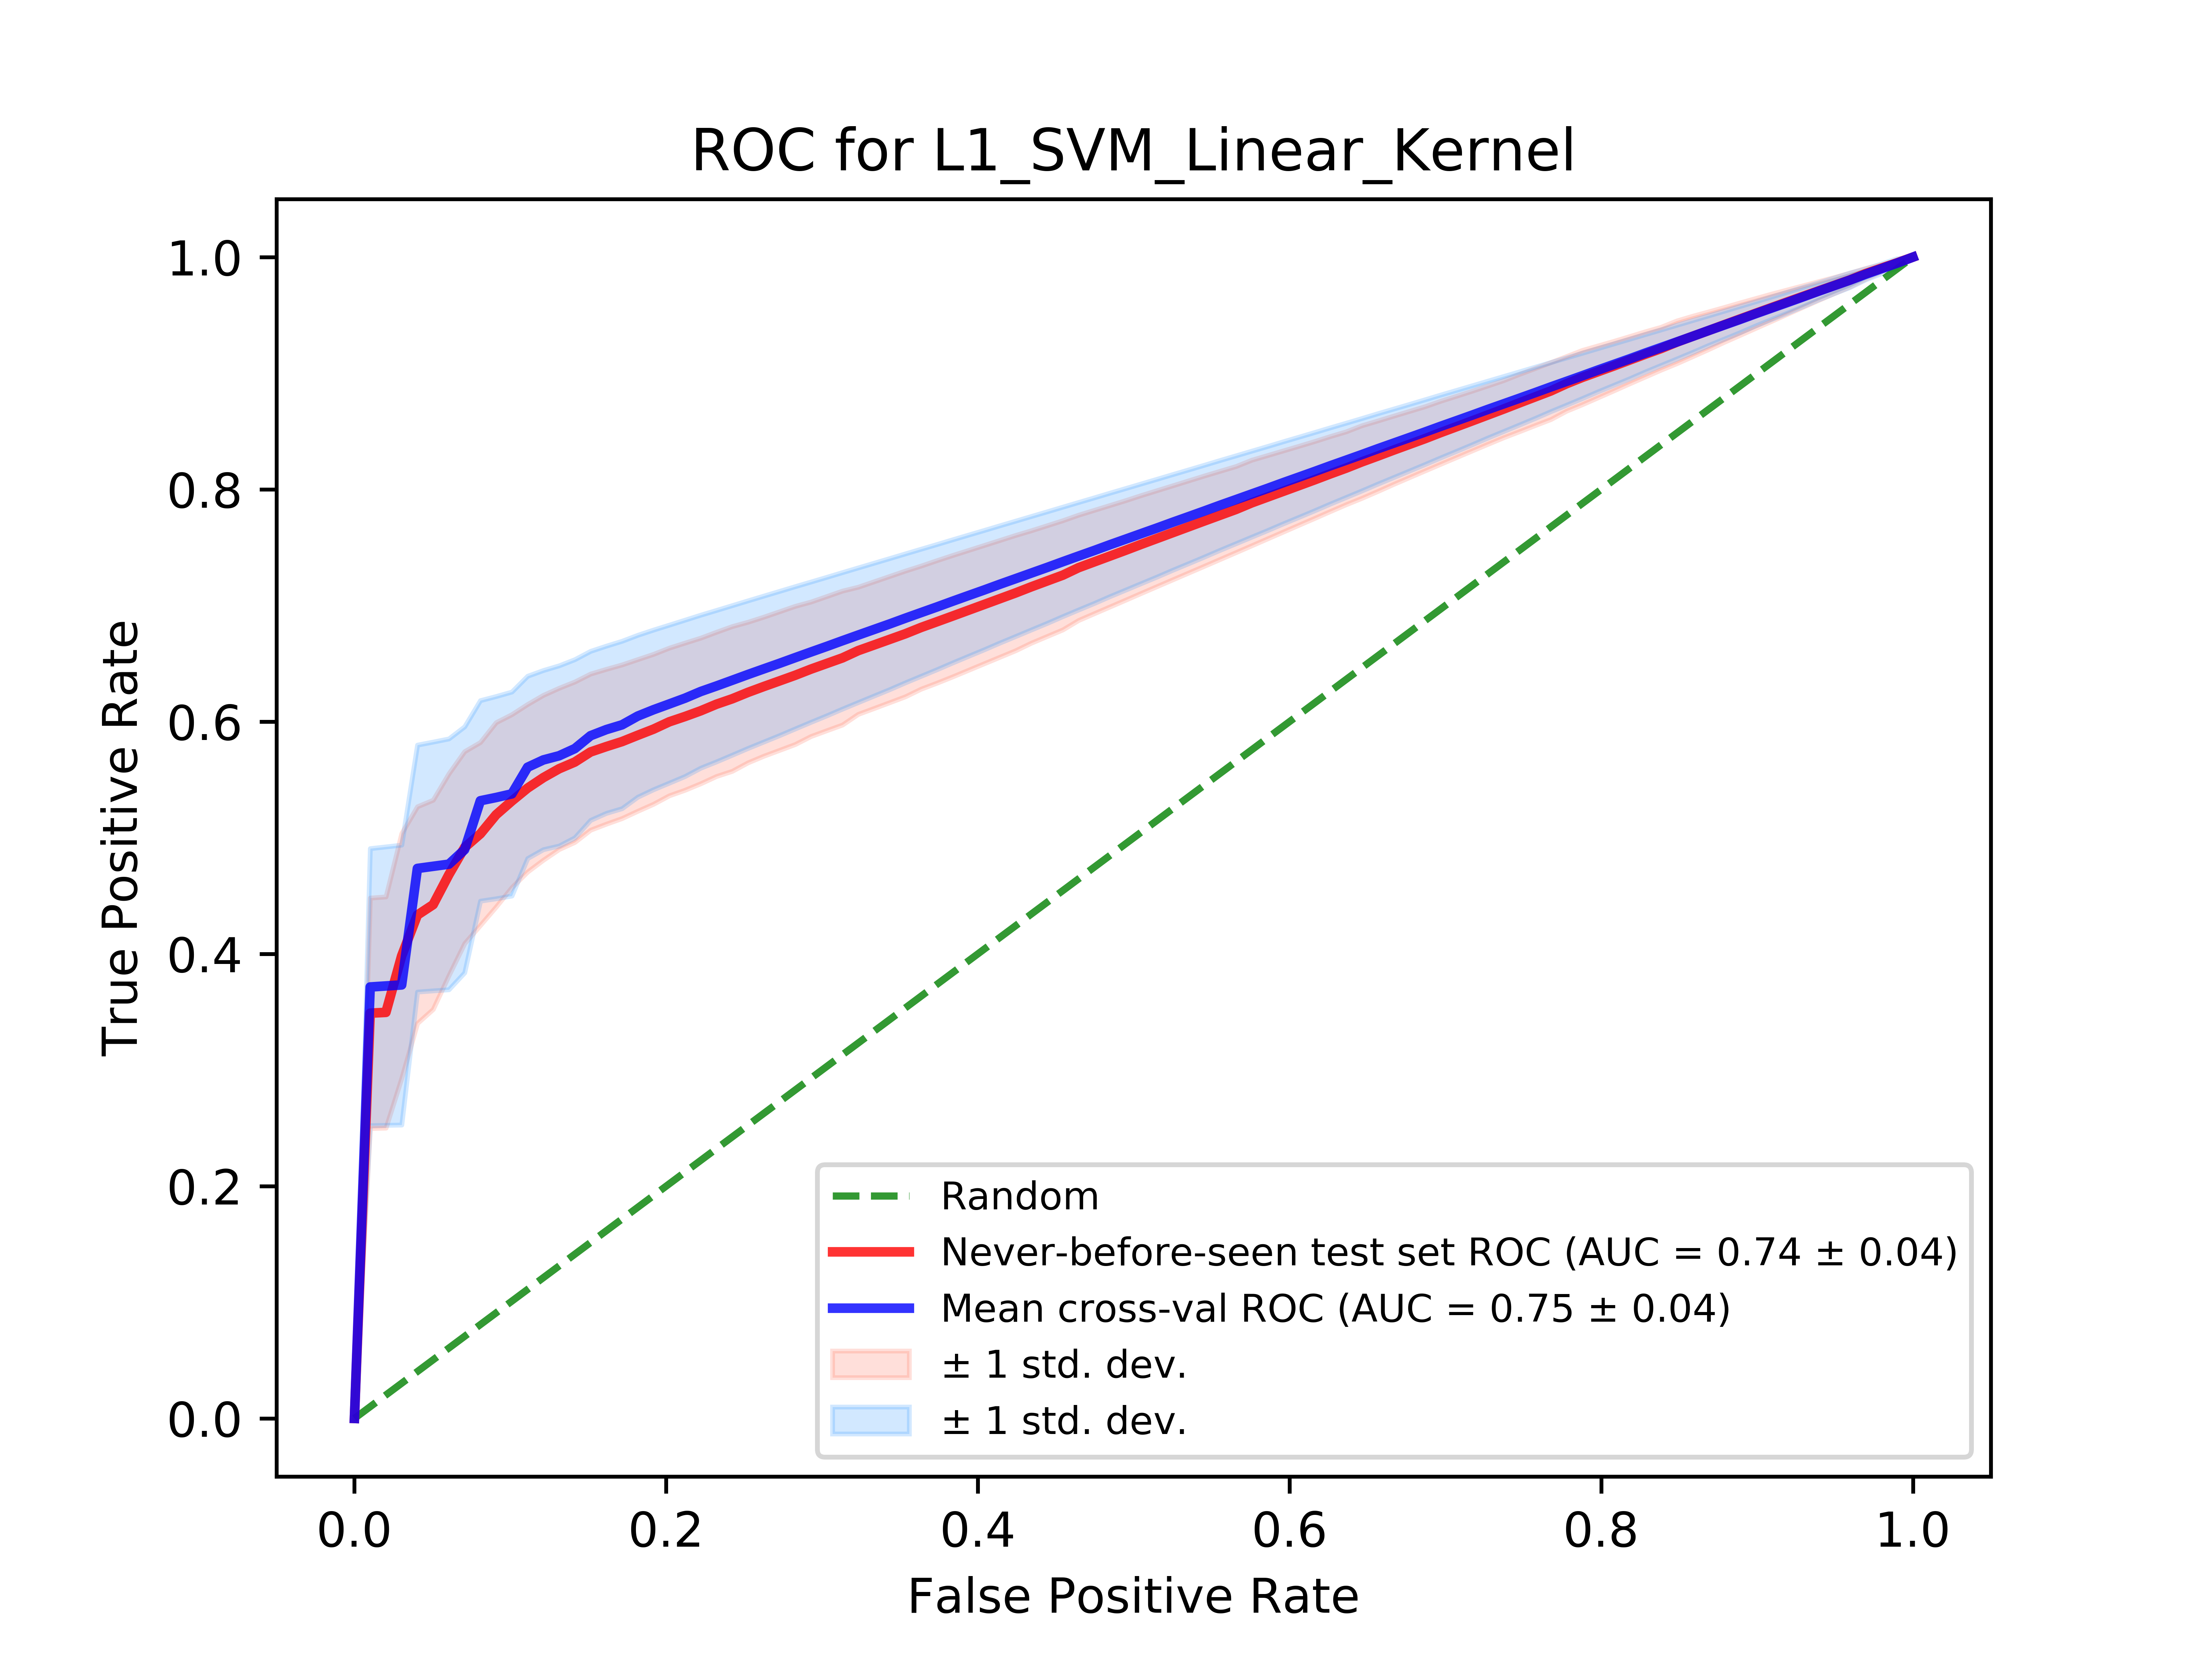 ROC for L1_SVM_Linear_Kernel
1.0
0.8
0.6
0.4
0.2
0.0
True Positive Rate
Random
Never-before-seen test set ROC (AUC = 0.74 ± 0.04)
Mean cross-val ROC (AUC = 0.75 ± 0.04)
± 1 std. dev.
± 1 std. dev.
0.0 0.2 0.4 0.6 0.8 1.0
False Positive Rate